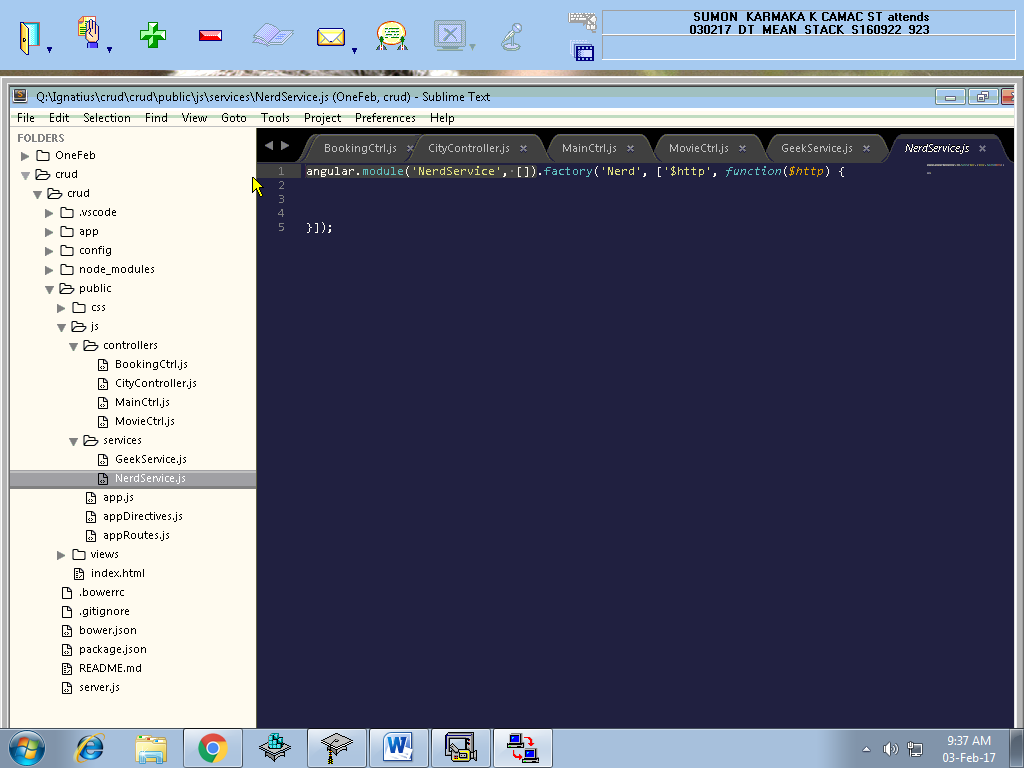 SUMON KARMAKA K CAMAC ST attends
030217 DT MEAN STACK S160922 923
Q:\Ignatius\crud\crud\public\js\services\NerdService.js (OneFeb, crud) - Sublime Text
File Edit Selection Find View Goto Tools Project Preferences Help
FOLDERS
OneFeb
crud
crud
.vscode
app
config
node_modules
public
css
js
controllers
BookingCtrl.js
CityController.js
MainCtrl.js
MovieCtrl.js
services
GeekService.js
NerdService.js
app.js
appDirectives.js
appRoutes.js
views
index.html
.bowerrc
.gitignore
bower.json
package.json
README.md
server.js
BookingCtrl.js CityController.js MainCtrl.js MovieCtrl.js GeekService.js NerdService.js
1 angular.module('NerdService', []).factory('Nerd', ['$http', function($http) {
2
3
4
5 }]);
9:37 AM
03-Feb-17